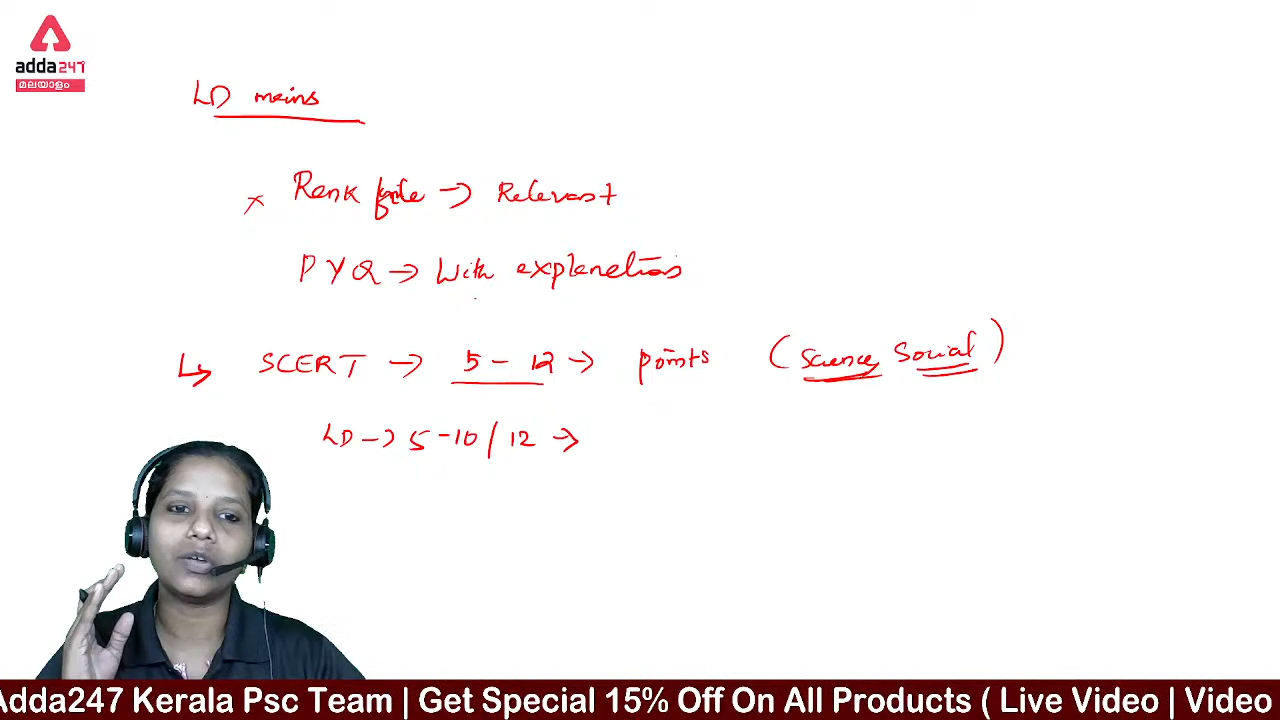 adda247
മലയാളം
LD mains
x Rank file → Relevant
PYQ → With explanations
↳ SCERT → 5 - 12 → points (Science, Social)
LD → 5 - 10 / 12 →
Adda247 Kerala Psc Team | Get Special 15% Off On All Products ( Live Video | Video